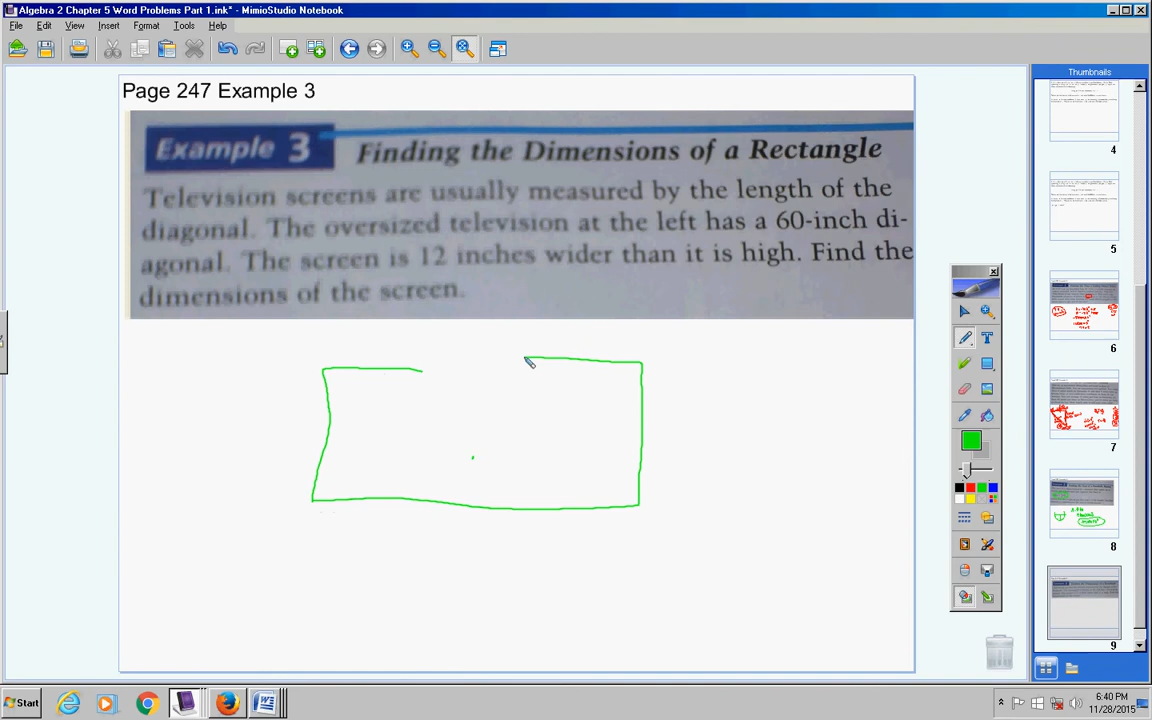 Algebra 2 Chapter 5 Word Problems Part 1.ink* - MimioStudio Notebook
File Edit View Insert Format Tools Help
Page 247 Example 3
Example 3 Finding the Dimensions of a Rectangle
Television screens are usually measured by the length of the
diagonal. The oversized television at the left has a 60-inch di-
agonal. The screen is 12 inches wider than it is high. Find the
dimensions of the screen.
Thumbnails
4
5
6
7
8
9
Start
6:40 PM
11/28/2015